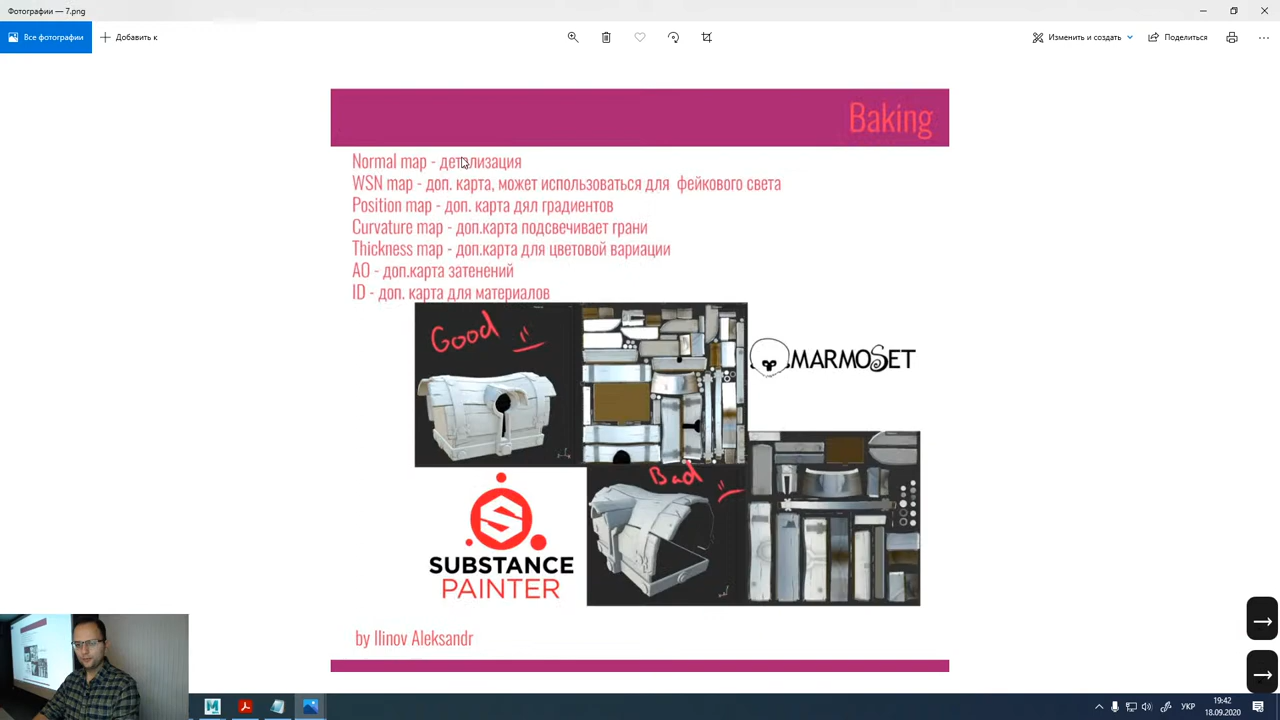 Фотографии — 7.png
Все фотографии
Добавить к
Изменить и создать
Поделиться
Baking
Normal map - детализация
WSN map - доп. карта, может использоваться для фейкового света
Position map - доп. карта дял градиентов
Curvature map - доп.карта подсвечивает грани
Thickness map - доп.карта для цветовой вариации
AO - доп.карта затенений
ID - доп. карта для материалов
Good
MARMOSET
Bad
SUBSTANCE
PAINTER
by Ilinov Aleksandr
УКР
19:42
18.09.2020